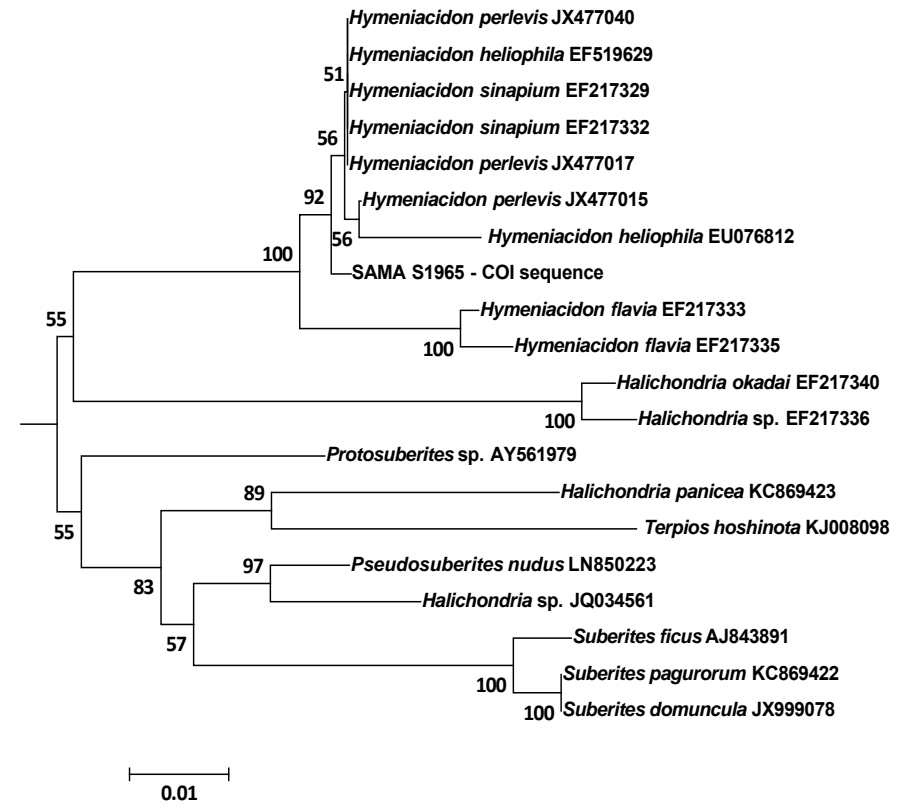 Hymeniacidon perlevis JX477040
Hymeniacidon heliophila EF519629
51
Hymeniacidon sinapium EF217329
Hymeniacidon sinapium EF217332
56
Hymeniacidon perlevis JX477017
92
Hymeniacidon perlevis JX477015
56
Hymeniacidon heliophila EU076812
100
SAMA S1965 - COI sequence
Hymeniacidon flavia EF217333
55
100
Hymeniacidon flavia EF217335
Halichondria okadai EF217340
100
Halichondria sp. EF217336
Protosuberites sp. AY561979
89
Halichondria panicea KC869423
55
Terpios hoshinota KJ008098
97
Pseudosuberites nudus LN850223
83
Halichondria sp. JQ034561
57
Suberites ficus AJ843891
100
Suberites pagurorum KC869422
100
Suberites domuncula JX999078
0.01